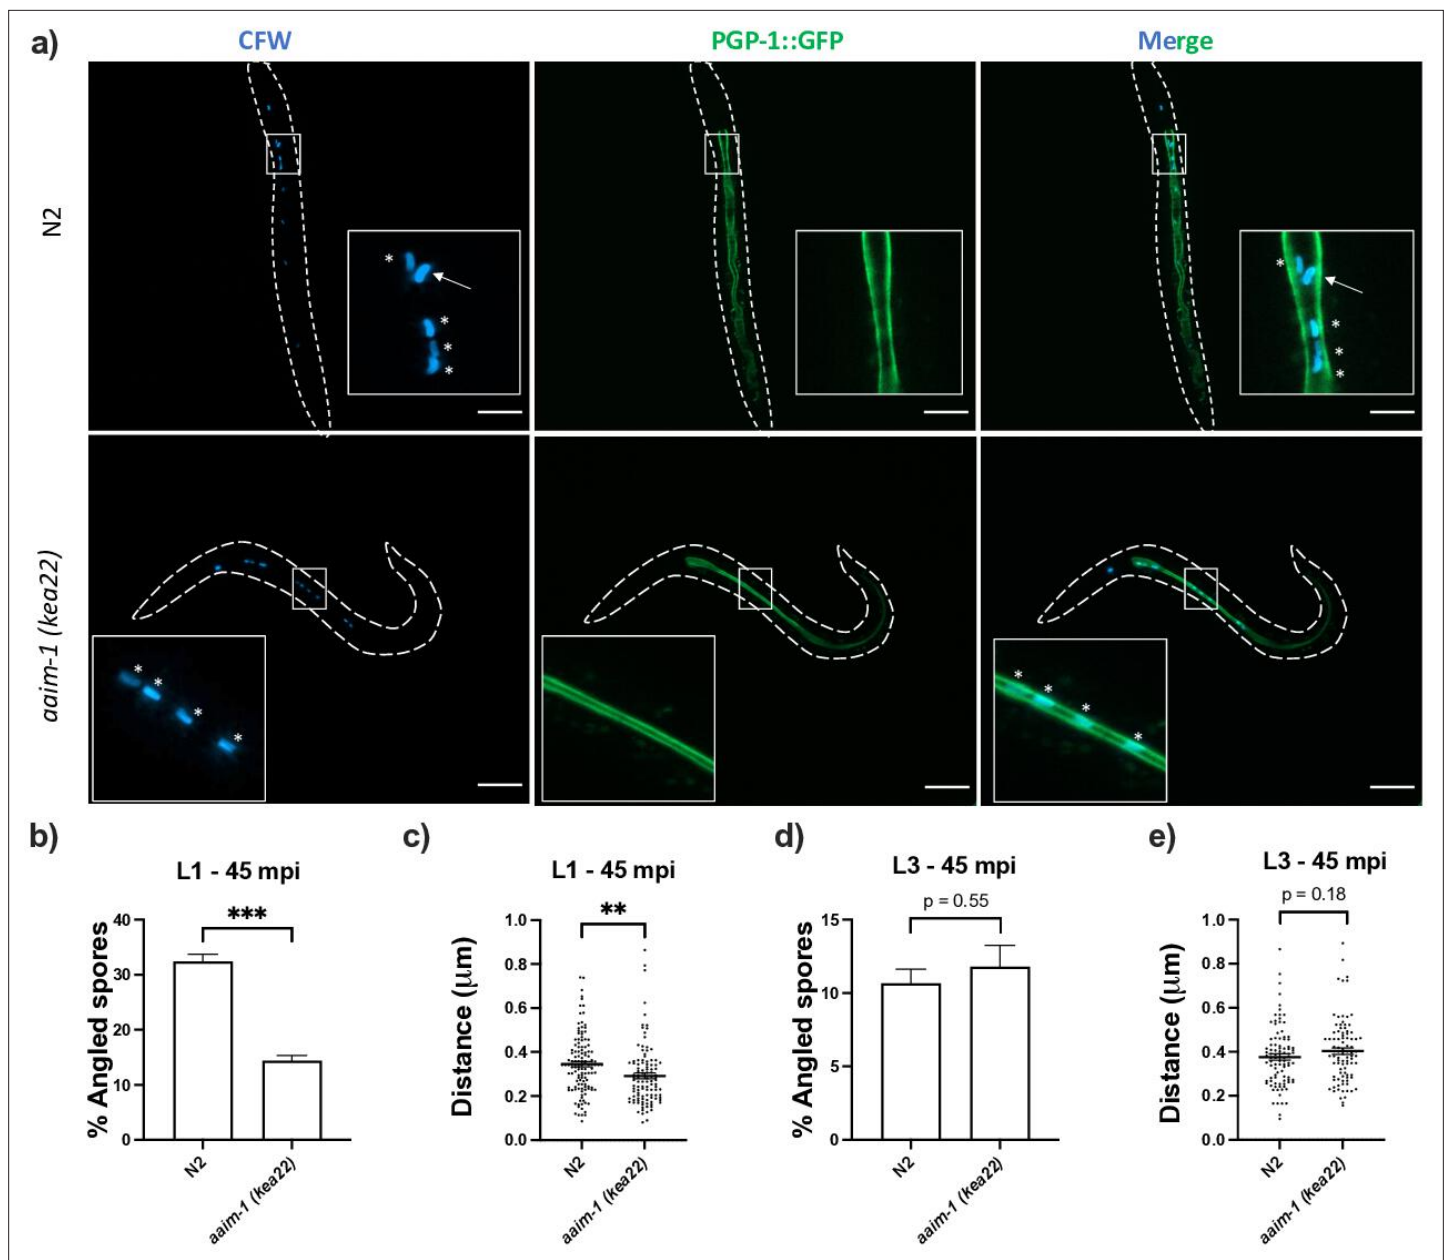 a)
CFW
PGP-1::GFP
Merge
N2
*
*
*
*
*
*
*
*
aaim-1 (kea22)
*
*
*
*
*
*
*
*
b)
c)
d)
e)
L1 - 45 mpi
***
% Angled spores
40
30
20
10
0
N2
aaim-1 (kea22)
L1 - 45 mpi
**
Distance (μm)
1.0
0.8
0.6
0.4
0.2
0.0
N2
aaim-1 (kea22)
L3 - 45 mpi
p = 0.55
% Angled spores
15
10
5
0
N2
aaim-1 (kea22)
L3 - 45 mpi
p = 0.18
Distance (μm)
1.0
0.8
0.6
0.4
0.2
0.0
N2
aaim-1 (kea22)